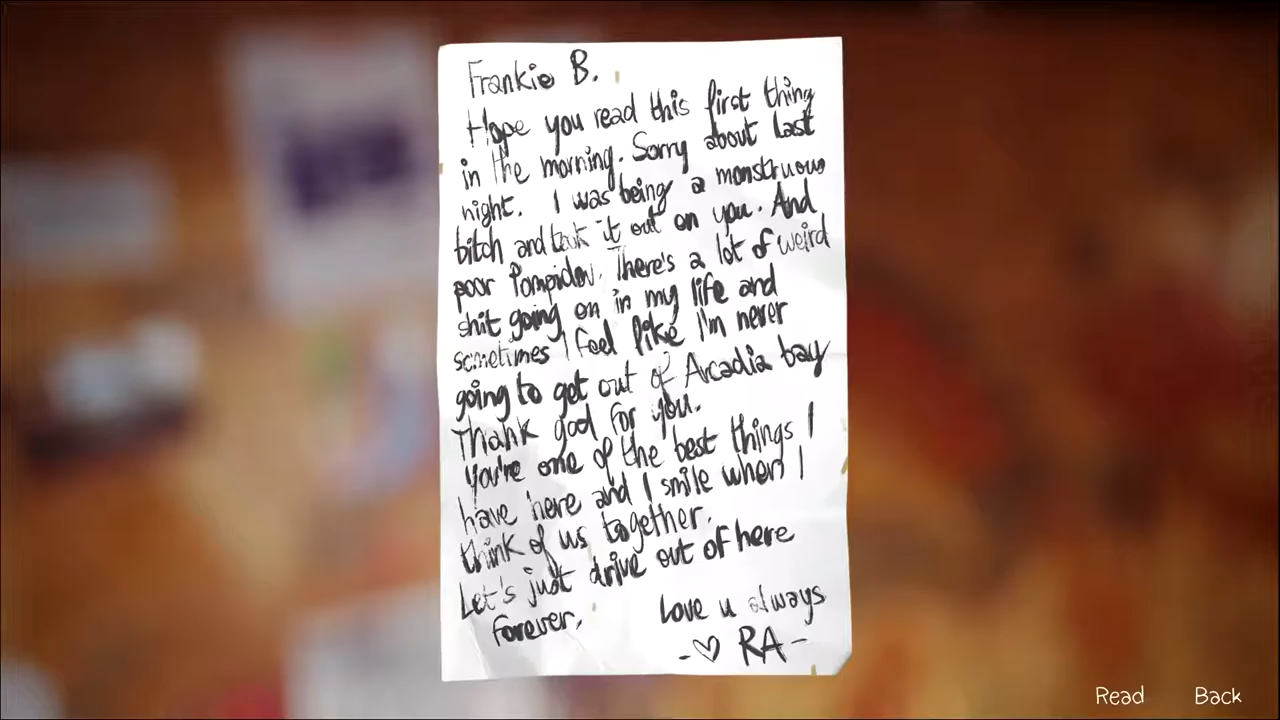 Frankie B.
Hope you read this first thing
in the morning. Sorry about last
night. I was being a monstruous
bitch and took it out on you. And
poor Pompidou. There's a lot of weird
shit going on in my life and
sometimes I feel like I'm never
going to get out of Arcadia bay
Thank god for you.
You're one of the best things I
have here and I smile when I
think of us together.
Let's just drive out of here
forever.
Love u always
-♡ RA-
Read Back